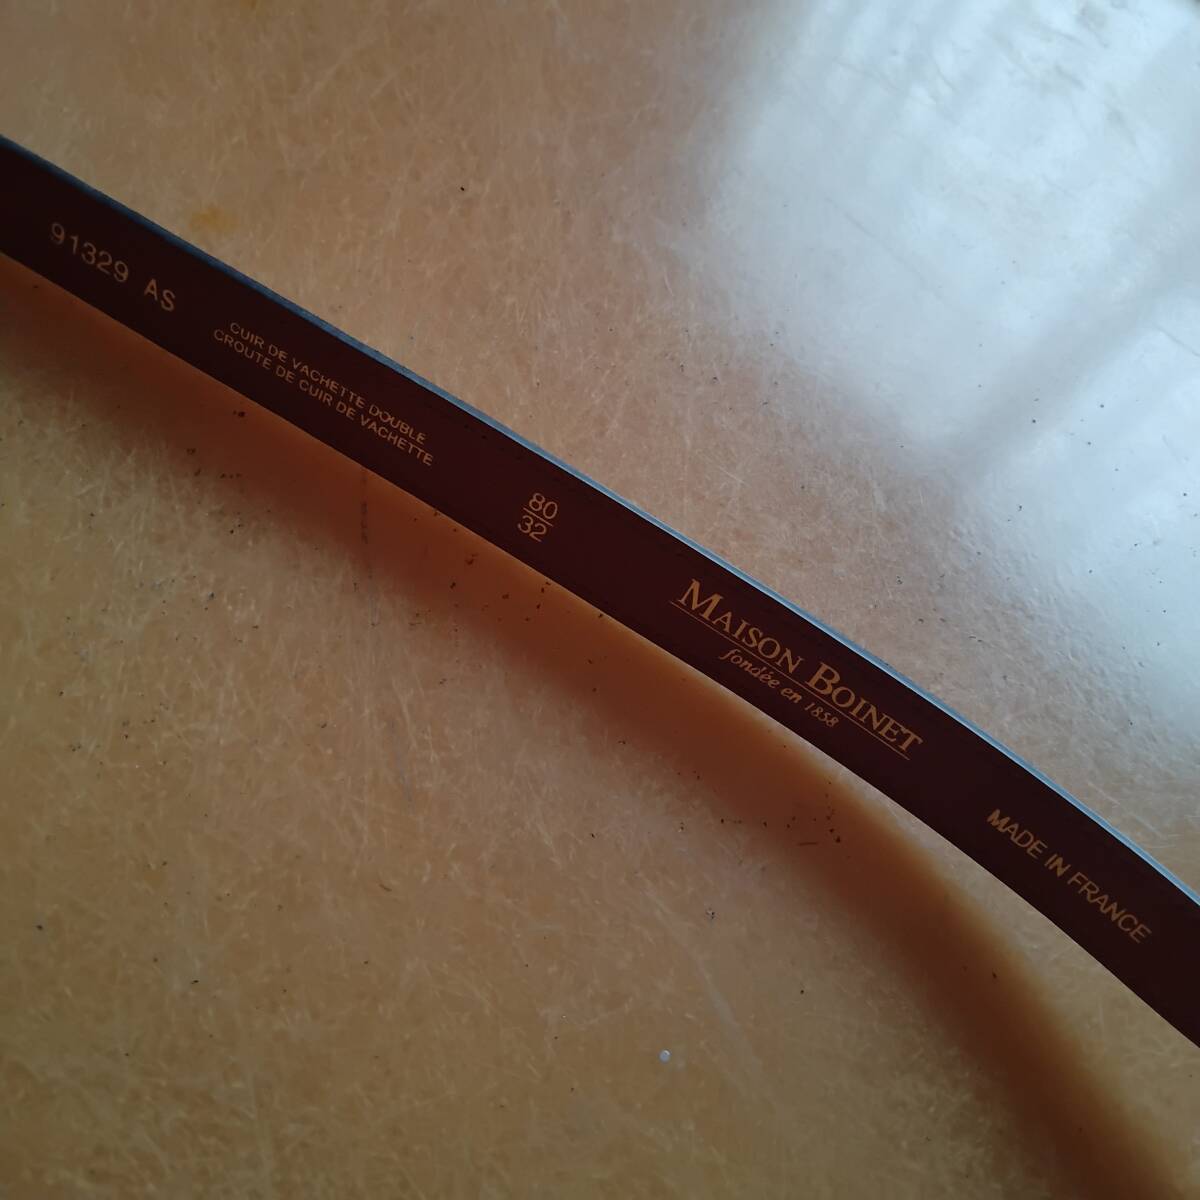 91329 AS
CUIR DE VACHETTE DOUBLE
CROUTE DE CUIR DE VACHETTE
80
32
MAISON BOINET
fondée en 1858
MADE IN FRANCE